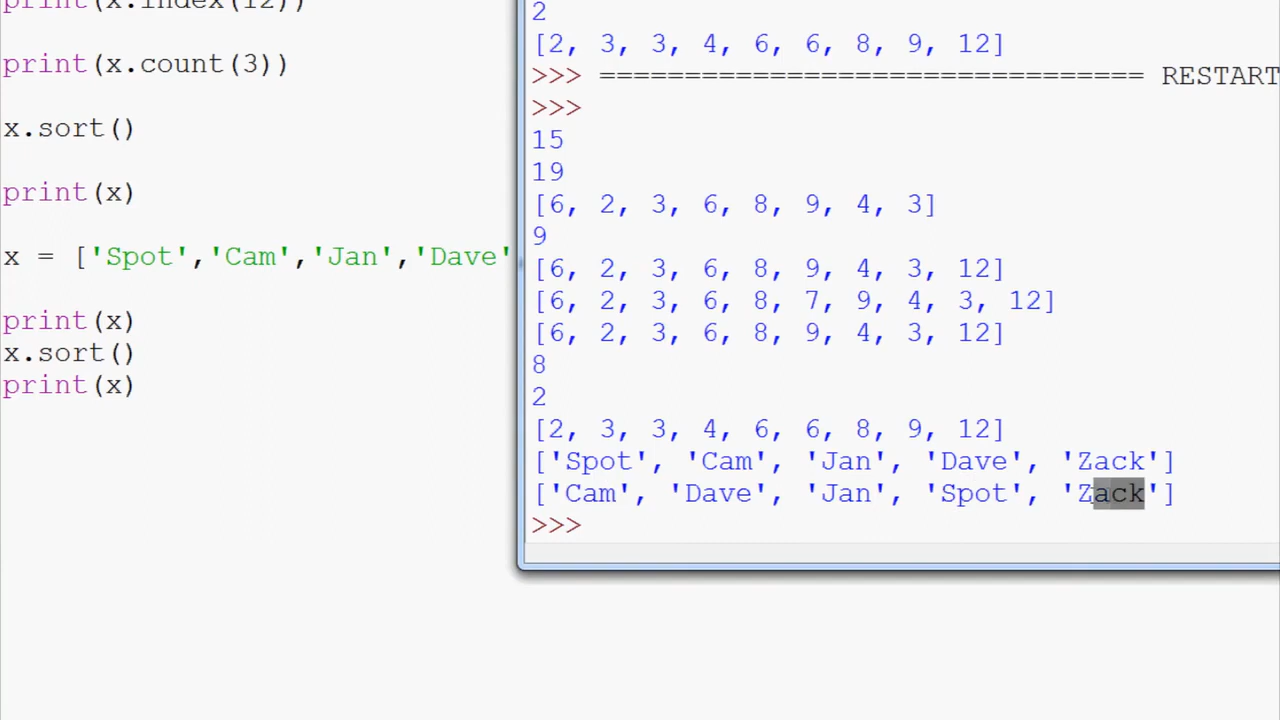 print(x.index(12))
print(x.count(3))
x.sort()
print(x)
x = ['Spot','Cam','Jan','Dave'
print(x)
x.sort()
print(x)
2
[2, 3, 3, 4, 6, 6, 8, 9, 12]
>>> ================================ RESTART
>>>
15
19
[6, 2, 3, 6, 8, 9, 4, 3]
9
[6, 2, 3, 6, 8, 9, 4, 3, 12]
[6, 2, 3, 6, 8, 7, 9, 4, 3, 12]
[6, 2, 3, 6, 8, 9, 4, 3, 12]
8
2
[2, 3, 3, 4, 6, 6, 8, 9, 12]
['Spot', 'Cam', 'Jan', 'Dave', 'Zack']
['Cam', 'Dave', 'Jan', 'Spot', 'Zack']
>>>